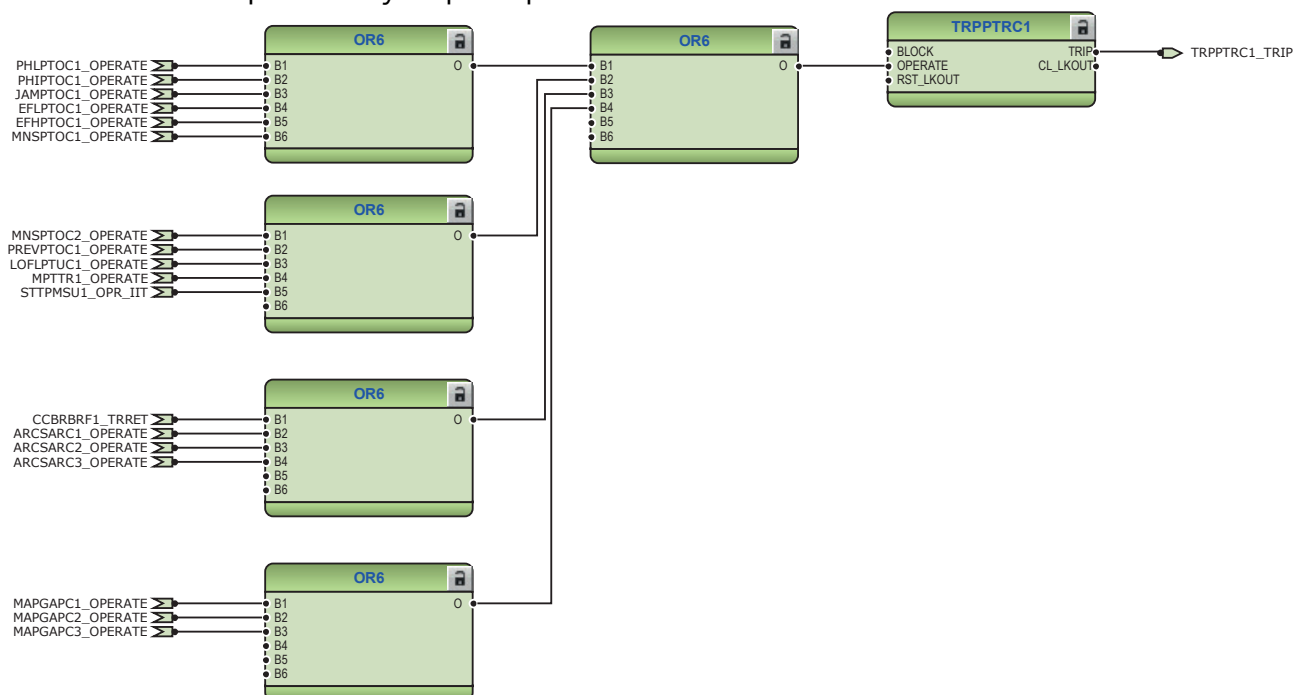 OR6
PHLPTOC1_OPERATE
PHIPTOC1_OPERATE
JAMPTOC1_OPERATE
EFLPTOC1_OPERATE
EFHPTOC1_OPERATE
MNSPTOC1_OPERATE
B1
B2
B3
B4
B5
B6
O
OR6
B1
B2
B3
B4
B5
B6
O
TRPPTRC1
BLOCK
OPERATE
RST_LKOUT
TRIP
CL_LKOUT
TRPPTRC1_TRIP
OR6
MNSPTOC2_OPERATE
PREVPTOC1_OPERATE
LOFLPTUC1_OPERATE
MPTTR1_OPERATE
STTPMSU1_OPR_IIT
B1
B2
B3
B4
B5
B6
O
OR6
CCBRBRF1_TRRET
ARCSARC1_OPERATE
ARCSARC2_OPERATE
ARCSARC3_OPERATE
B1
B2
B3
B4
B5
B6
O
OR6
MAPGAPC1_OPERATE
MAPGAPC2_OPERATE
MAPGAPC3_OPERATE
B1
B2
B3
B4
B5
B6
O